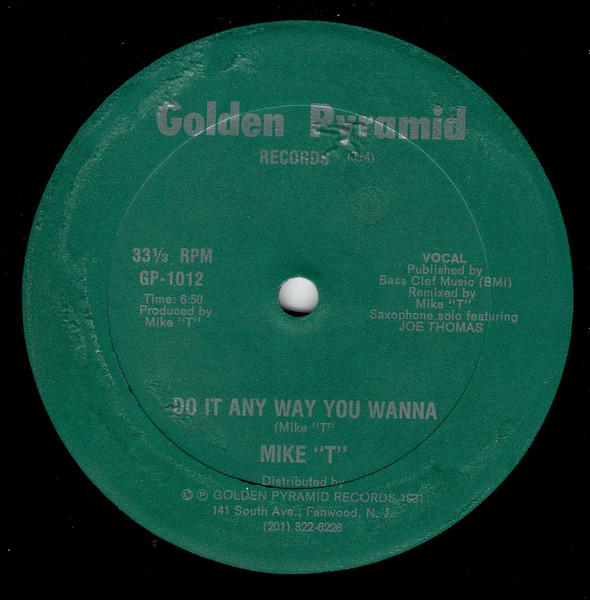 Golden Pyramid
RECORDS (TM)
33⅓ RPM
GP-1012
Time: 6:50
Produced by
Mike "T"
VOCAL
Published by
Bass Clef Music (BMI)
Remixed by
Mike "T"
Saxophone solo featuring
JOE THOMAS
DO IT ANY WAY YOU WANNA
(Mike "T"
MIKE "T"
Distributed by
© ℗ GOLDEN PYRAMID RECORDS 1981
141 South Ave., Fanwood, N. J.
(201) 322-6226